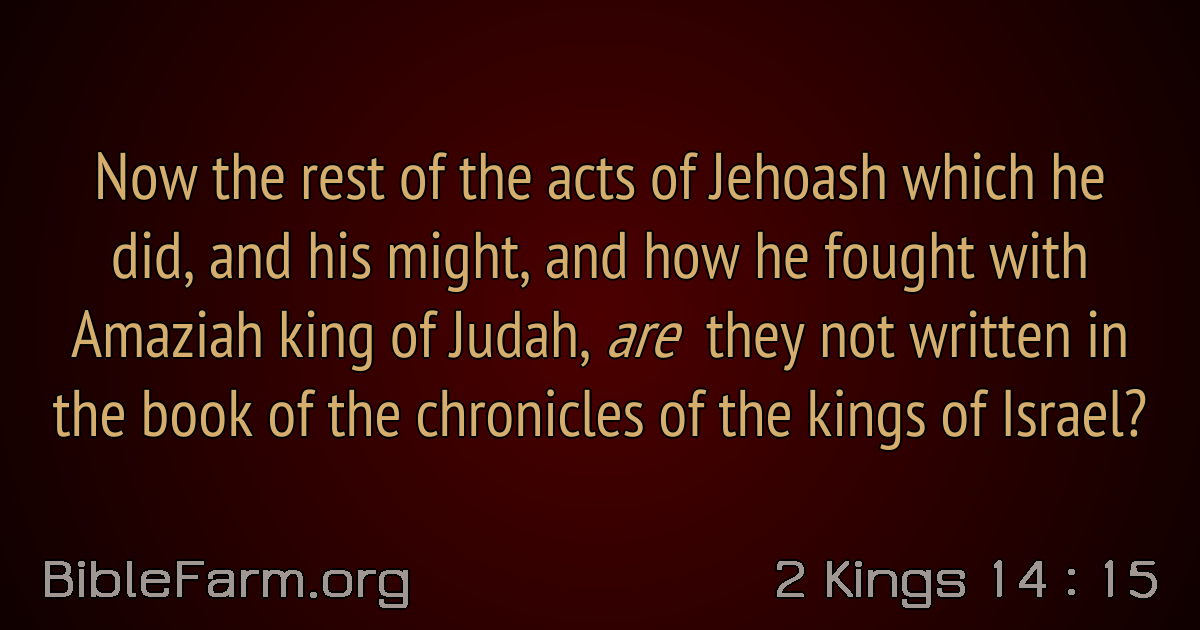 Now the rest of the acts of Jehoash which he
did, and his might, and how he fought with
Amaziah king of Judah, are they not written in
the book of the chronicles of the kings of Israel?
BibleFarm.org
2 Kings 14 : 15